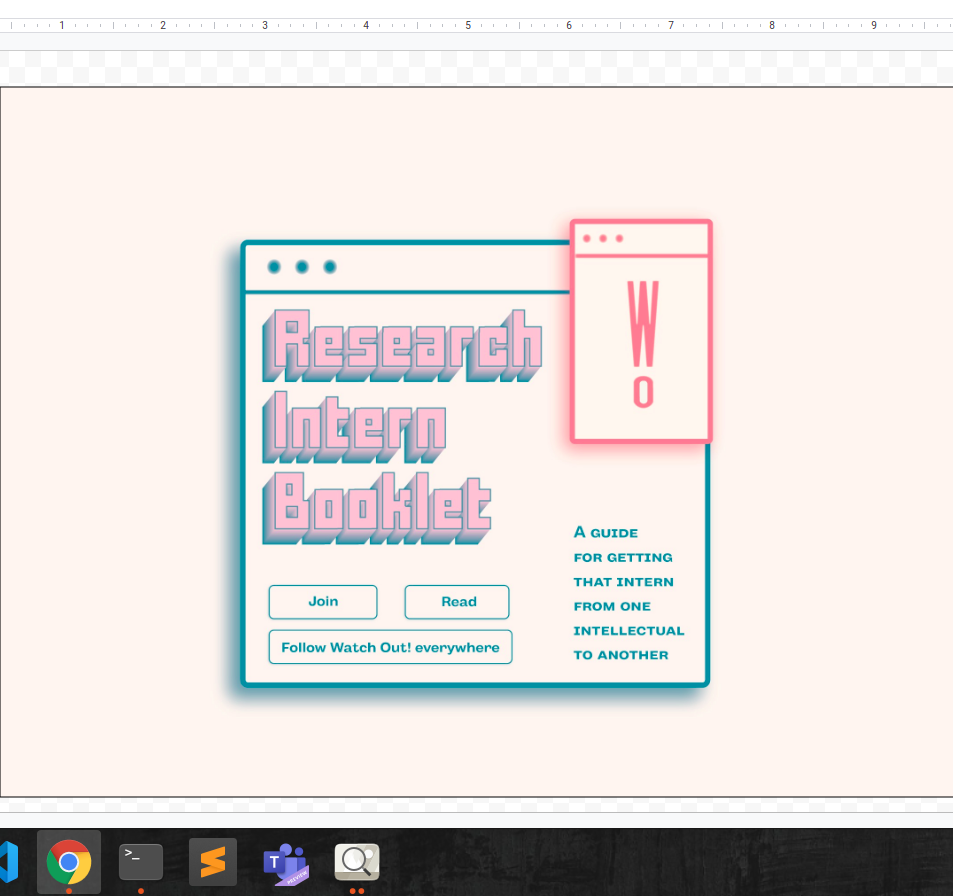 1 2 3 4 5 6 7 8 9
Research
Intern
Booklet
W
O
A GUIDE
FOR GETTING
THAT INTERN
FROM ONE
INTELLECTUAL
TO ANOTHER
Join
Read
Follow Watch Out! everywhere
>_
T
PREVIEW